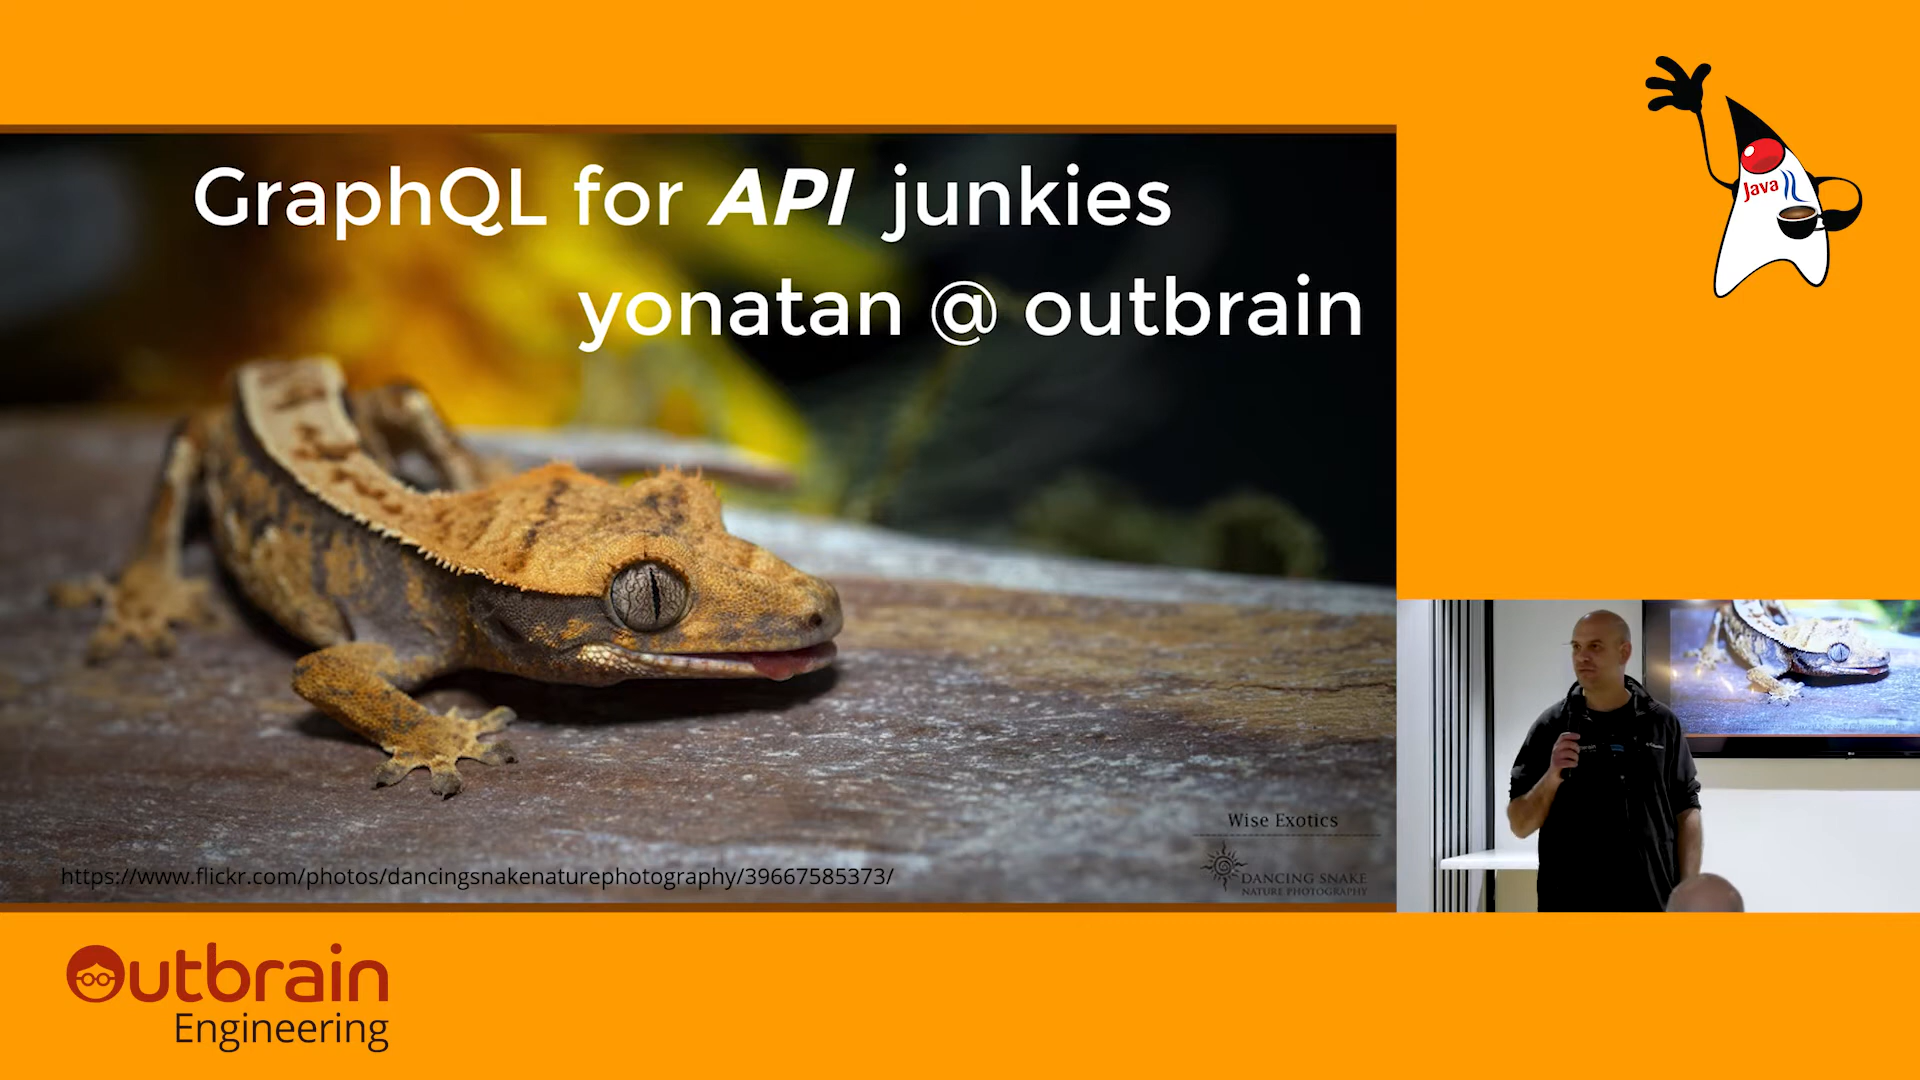 GraphQL for API junkies
yonatan @ outbrain
Java
Wise Exotics
DANCING SNAKE
NATURE PHOTOGRAPHY
https://www.flickr.com/photos/dancingsnakenaturephotography/39667585373/
Outbrain
Engineering